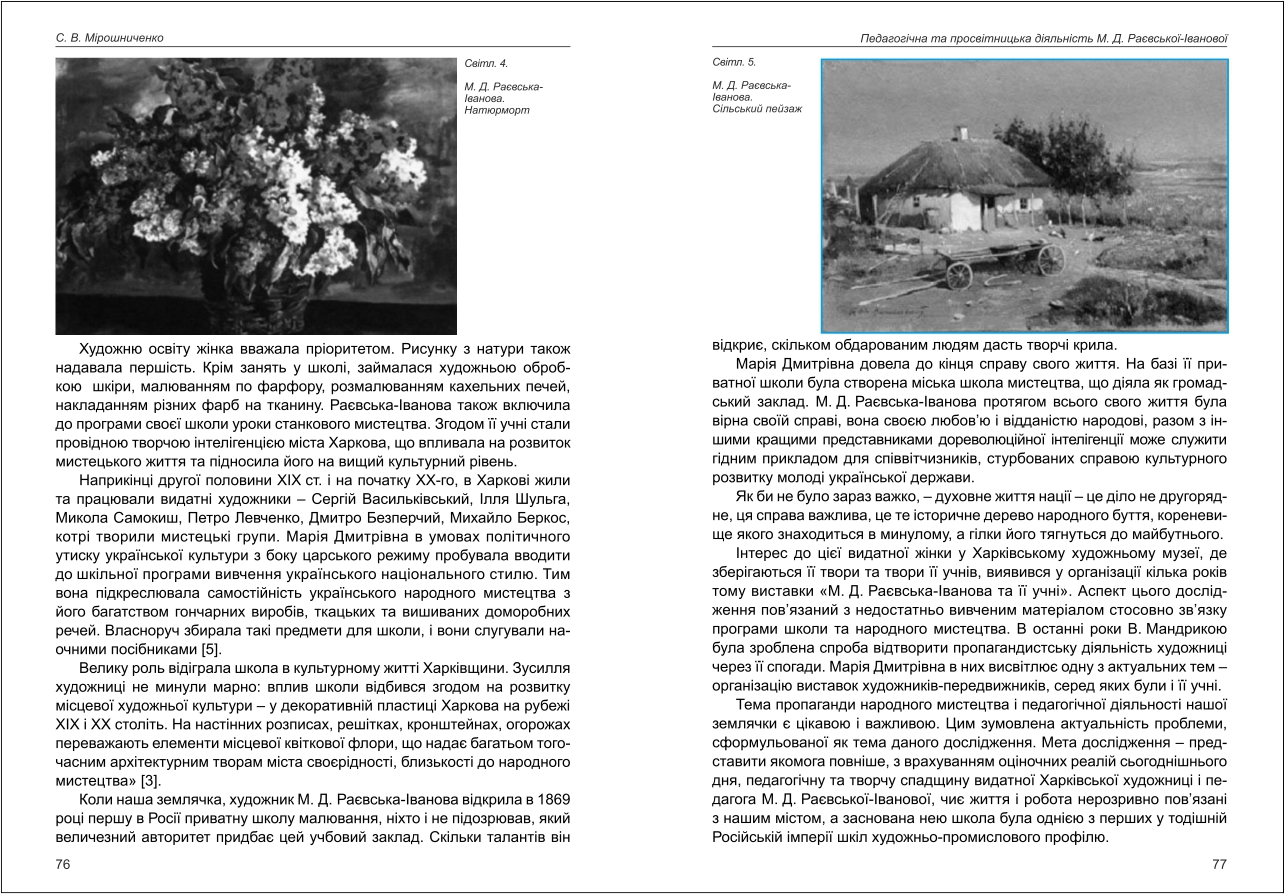 С. В. Мірошниченко
Світл. 4.
М. Д. Раєвська-
Іванова.
Натюрморт
Художню освіту жінка вважала пріоритетом. Рисунку з натури також
надавала першість. Крім занять у школі, займалася художньою оброб-
кою шкіри, малюванням по фарфору, розмалюванням кахельних печей,
накладанням різних фарб на тканину. Раєвська-Іванова також включила
до програми своєї школи уроки станкового мистецтва. Згодом її учні стали
провідною творчою інтелігенцією міста Харкова, що впливала на розвиток
мистецького життя та підносила його на вищий культурний рівень.
Наприкінці другої половини XIX ст. і на початку XX-го, в Харкові жили
та працювали видатні художники – Сергій Васильківський, Ілля Шульга,
Микола Самокиш, Петро Левченко, Дмитро Безперчий, Михайло Беркос,
котрі творили мистецькі групи. Марія Дмитрівна в умовах політичного
утиску української культури з боку царського режиму пробувала вводити
до шкільної програми вивчення українського національного стилю. Тим
вона підкреслювала самостійність українського народного мистецтва з
його багатством гончарних виробів, ткацьких та вишиваних доморобних
речей. Власноруч збирала такі предмети для школи, і вони слугували на-
очними посібниками [5].
Велику роль відіграла школа в культурному житті Харківщини. Зусилля
художниці не минули марно: вплив школи відбився згодом на розвитку
місцевої художньої культури – у декоративній пластиці Харкова на рубежі
XIX і XX століть. На настінних розписах, решітках, кронштейнах, огорожах
переважають елементи місцевої квіткової флори, що надає багатьом того-
часним архітектурним творам міста своєрідності, близькості до народного
мистецтва» [3].
Коли наша землячка, художник М. Д. Раєвська-Іванова відкрила в 1869
році першу в Росії приватну школу малювання, ніхто і не підозрював, який
величезний авторитет придбає цей учбовий заклад. Скільки талантів він
76
Педагогічна та просвітницька діяльність М. Д. Раєвської-Іванової
Світл. 5.
М. Д. Раєвська-
Іванова.
Сільський пейзаж
відкриє, скільком обдарованим людям дасть творчі крила.
Марія Дмитрівна довела до кінця справу свого життя. На базі її при-
ватної школи була створена міська школа мистецтва, що діяла як громад-
ський заклад. М. Д. Раєвська-Іванова протягом всього свого життя була
вірна своїй справі, вона своєю любов’ю і відданістю народові, разом з ін-
шими кращими представниками дореволюційної інтелігенції може служити
гідним прикладом для співвітчизників, стурбованих справою культурного
розвитку молоді української держави.
Як би не було зараз важко, – духовне життя нації – це діло не другоряд-
не, ця справа важлива, це те історичне дерево народного буття, кореневи-
ще якого знаходиться в минулому, а гілки його тягнуться до майбутнього.
Інтерес до цієї видатної жінки у Харківському художньому музеї, де
зберігаються її твори та твори її учнів, виявився у організації кілька років
тому виставки «М. Д. Раєвська-Іванова та її учні». Аспект цього дослід-
ження пов’язаний з недостатньо вивченим матеріалом стосовно зв’язку
програми школи та народного мистецтва. В останні роки В. Мандрикою
була зроблена спроба відтворити пропагандистську діяльність художниці
через її спогади. Марія Дмитрівна в них висвітлює одну з актуальних тем –
організацію виставок художників-передвижників, серед яких були і її учні.
Тема пропаганди народного мистецтва і педагогічної діяльності нашої
землячки є цікавою і важливою. Цим зумовлена актуальність проблеми,
сформульованої як тема даного дослідження. Мета дослідження – пред-
ставити якомога повніше, з врахуванням оціночних реалій сьогоднішнього
дня, педагогічну та творчу спадщину видатної Харківської художниці і пе-
дагога М. Д. Раєвської-Іванової, чиє життя і робота нерозривно пов’язані
з нашим містом, а заснована нею школа була однією з перших у тодішній
Російській імперії шкіл художньо-промислового профілю.
77